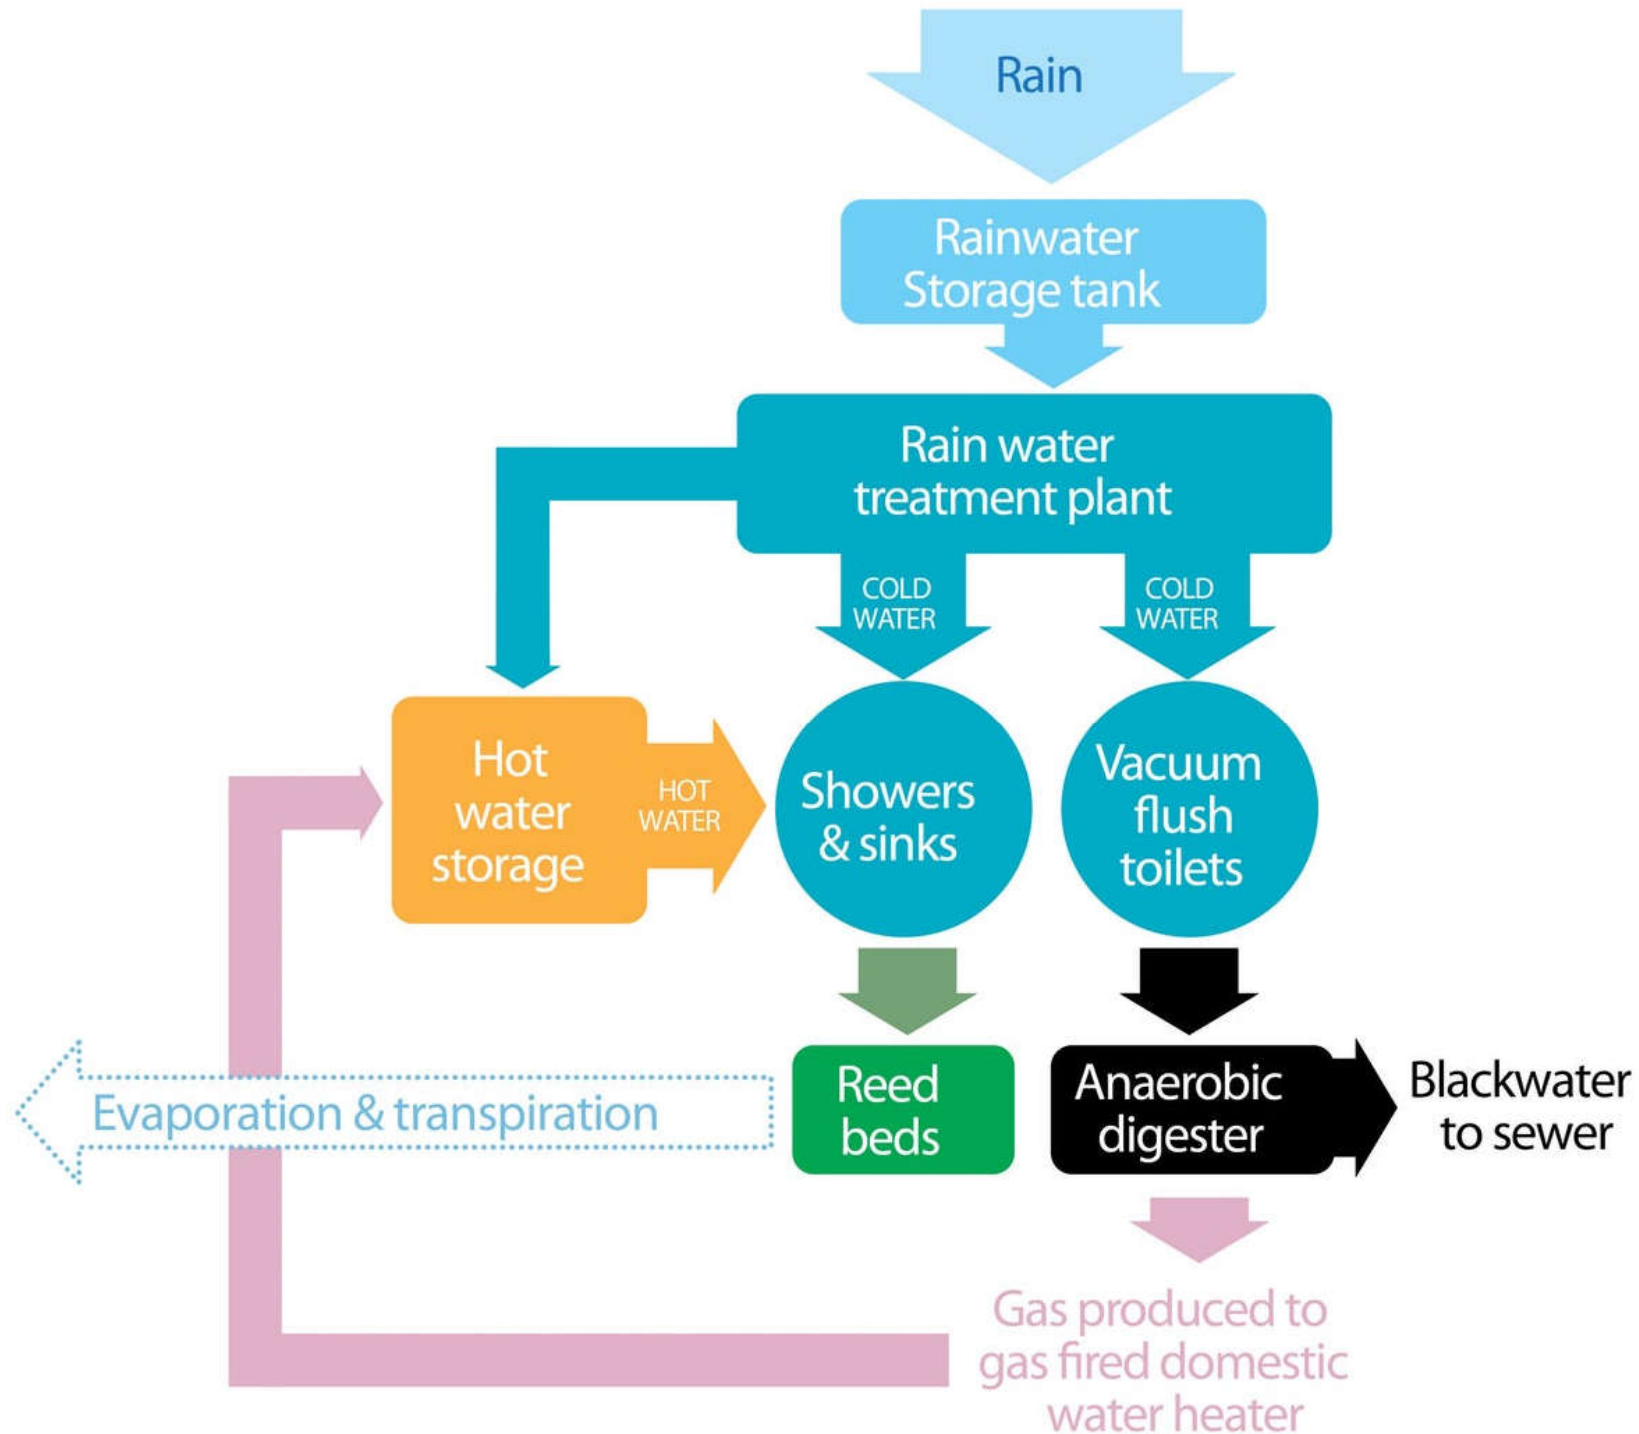 Rain
Rainwater
Storage tank
Rain water
treatment plant
COLD
WATER
COLD
WATER
Hot
water
storage
HOT
WATER
Showers
& sinks
Vacuum
flush
toilets
Evaporation & transpiration
Reed
beds
Anaerobic
digester
Blackwater
to sewer
Gas produced to
gas fired domestic
water heater